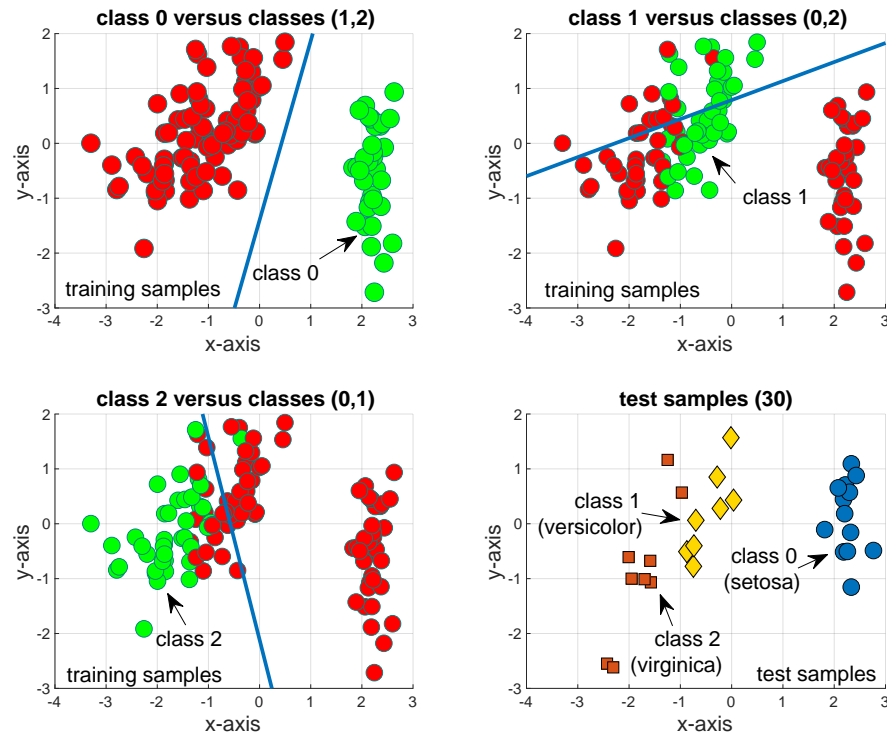 class 0 versus classes (1,2)
2
1
0
-1
-2
-3
y-axis
class 0
training samples
-4
-3
-2
-1
0
1
2
3
x-axis
class 1 versus classes (0,2)
2
1
0
-1
-2
-3
y-axis
class 1
training samples
-4
-3
-2
-1
0
1
2
3
x-axis
class 2 versus classes (0,1)
2
1
0
-1
-2
-3
y-axis
class 2
training samples
-4
-3
-2
-1
0
1
2
3
x-axis
test samples (30)
2
1
0
-1
-2
-3
y-axis
class 1
(versicolor)
class 0
(setosa)
class 2
(virginica)
test samples
-4
-3
-2
-1
0
1
2
3
x-axis